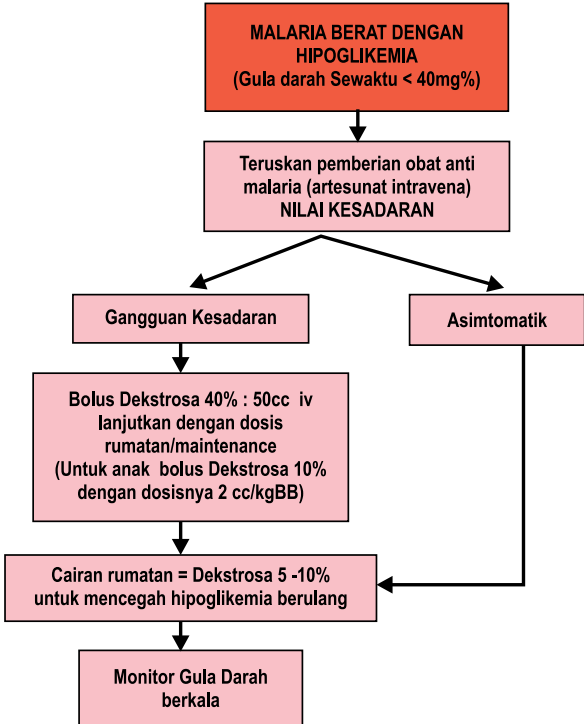 MALARIA BERAT DENGAN
HIPOGLIKEMIA
(Gula darah Sewaktu < 40mg%)
Teruskan pemberian obat anti
malaria (artesunat intravena)
NILAI KESADARAN
Gangguan Kesadaran
Asimtomatik
Bolus Dekstrosa 40% : 50cc iv
lanjutkan dengan dosis
rumatan/maintenance
(Untuk anak bolus Dekstrosa 10%
dengan dosisnya 2 cc/kgBB)
Cairan rumatan = Dekstrosa 5 -10%
untuk mencegah hipoglikemia berulang
Monitor Gula Darah
berkala